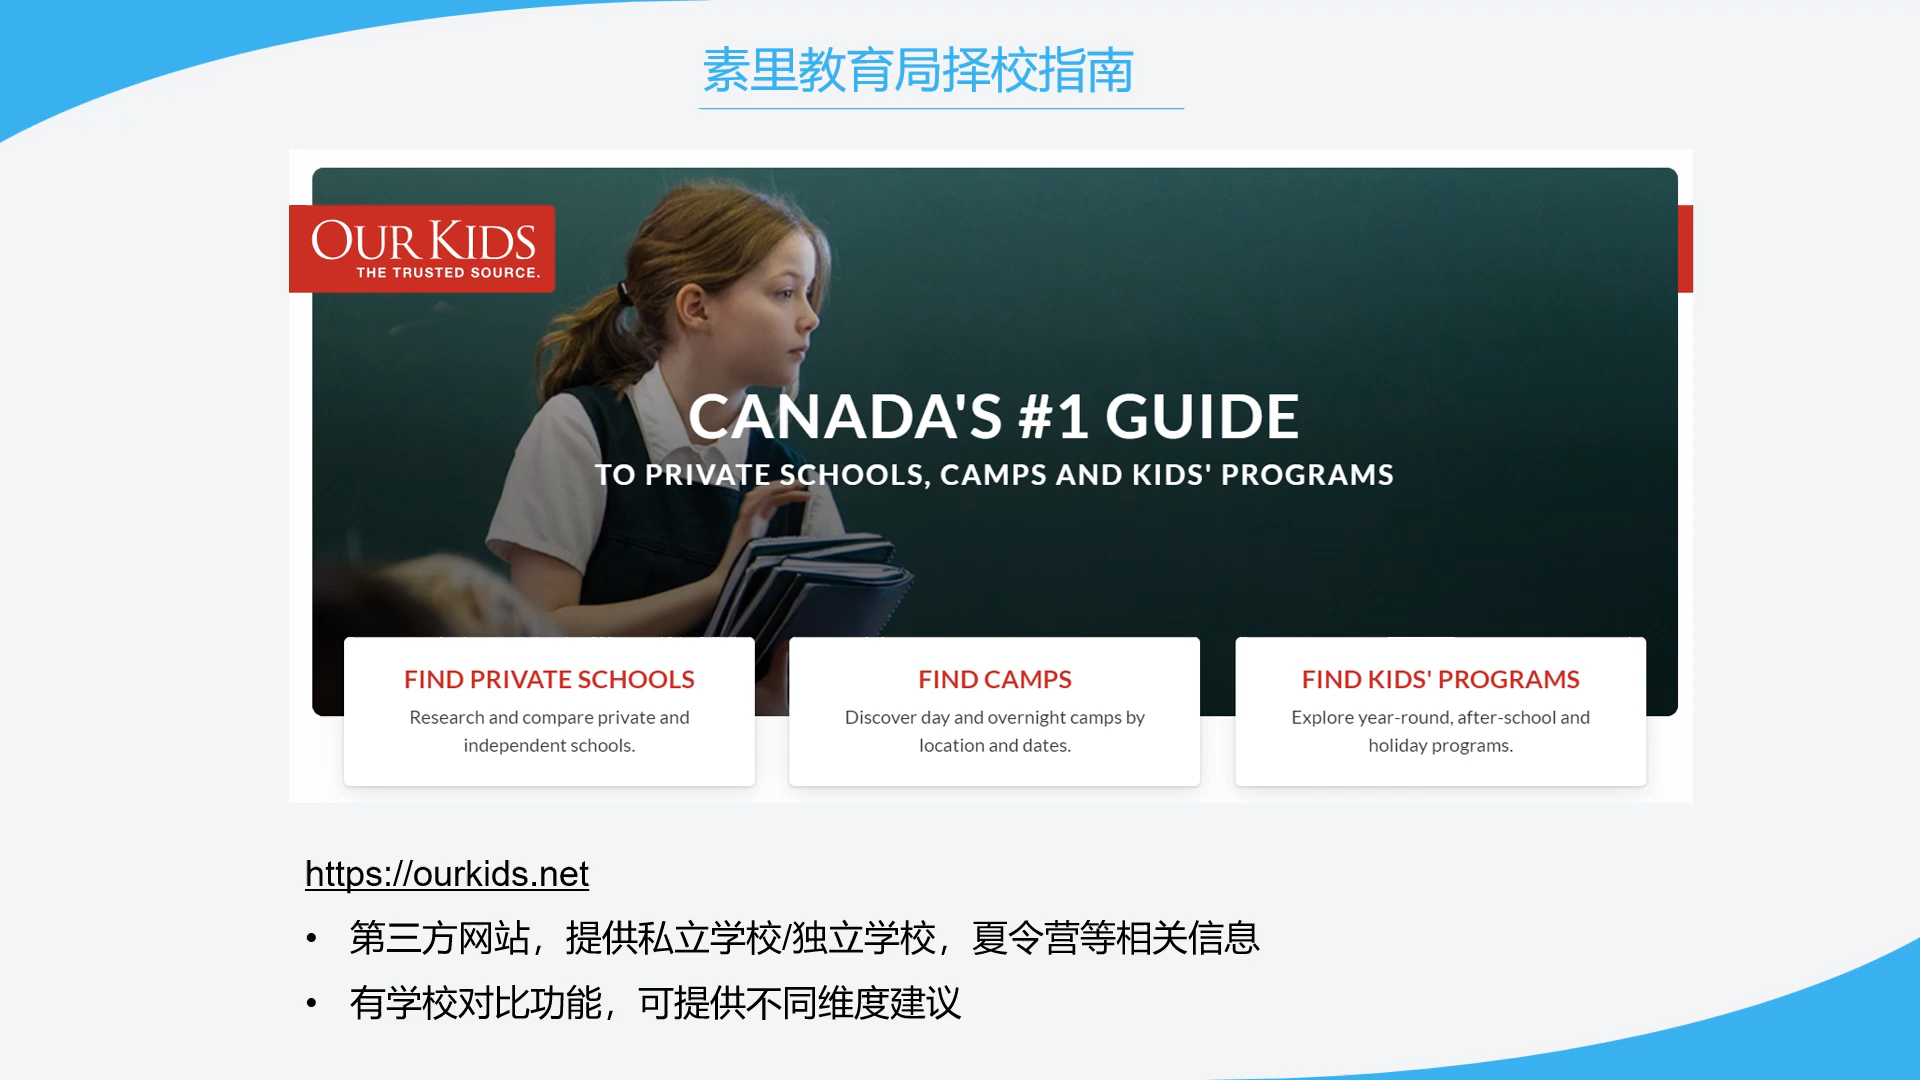 素里教育局择校指南
OUR KIDS
THE TRUSTED SOURCE.
CANADA'S #1 GUIDE
TO PRIVATE SCHOOLS, CAMPS AND KIDS' PROGRAMS
FIND PRIVATE SCHOOLS
Research and compare private and
independent schools.
FIND CAMPS
Discover day and overnight camps by
location and dates.
FIND KIDS' PROGRAMS
Explore year-round, after-school and
holiday programs.
https://ourkids.net
• 第三方网站，提供私立学校/独立学校，夏令营等相关信息
• 有学校对比功能，可提供不同维度建议